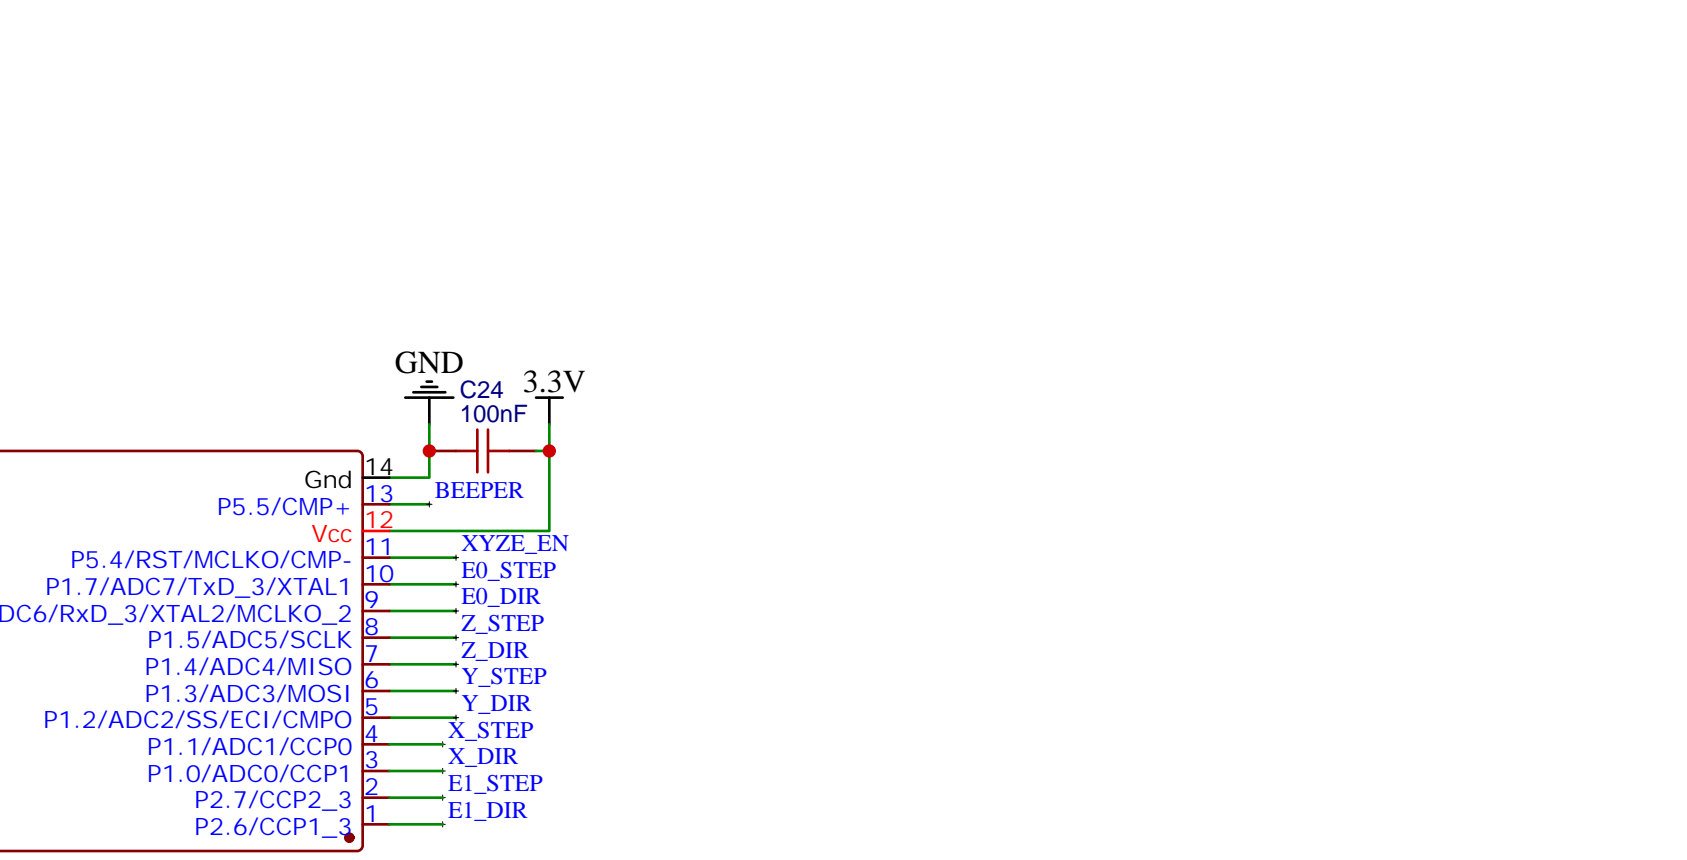 GND
C24
3.3V
100nF
Gnd 14
P5.5/CMP+ 13 BEEPER
Vcc 12
P5.4/RST/MCLKO/CMP- 11 XYZE_EN
P1.7/ADC7/TxD_3/XTAL1 10 E0_STEP
DC6/RxD_3/XTAL2/MCLKO_2 9 E0_DIR
P1.5/ADC5/SCLK 8 Z_STEP
P1.4/ADC4/MISO 7 Z_DIR
P1.3/ADC3/MOSI 6 Y_STEP
P1.2/ADC2/SS/ECI/CMPO 5 Y_DIR
P1.1/ADC1/CCP0 4 X_STEP
P1.0/ADC0/CCP1 3 X_DIR
P2.7/CCP2_3 2 E1_STEP
P2.6/CCP1_3 1 E1_DIR